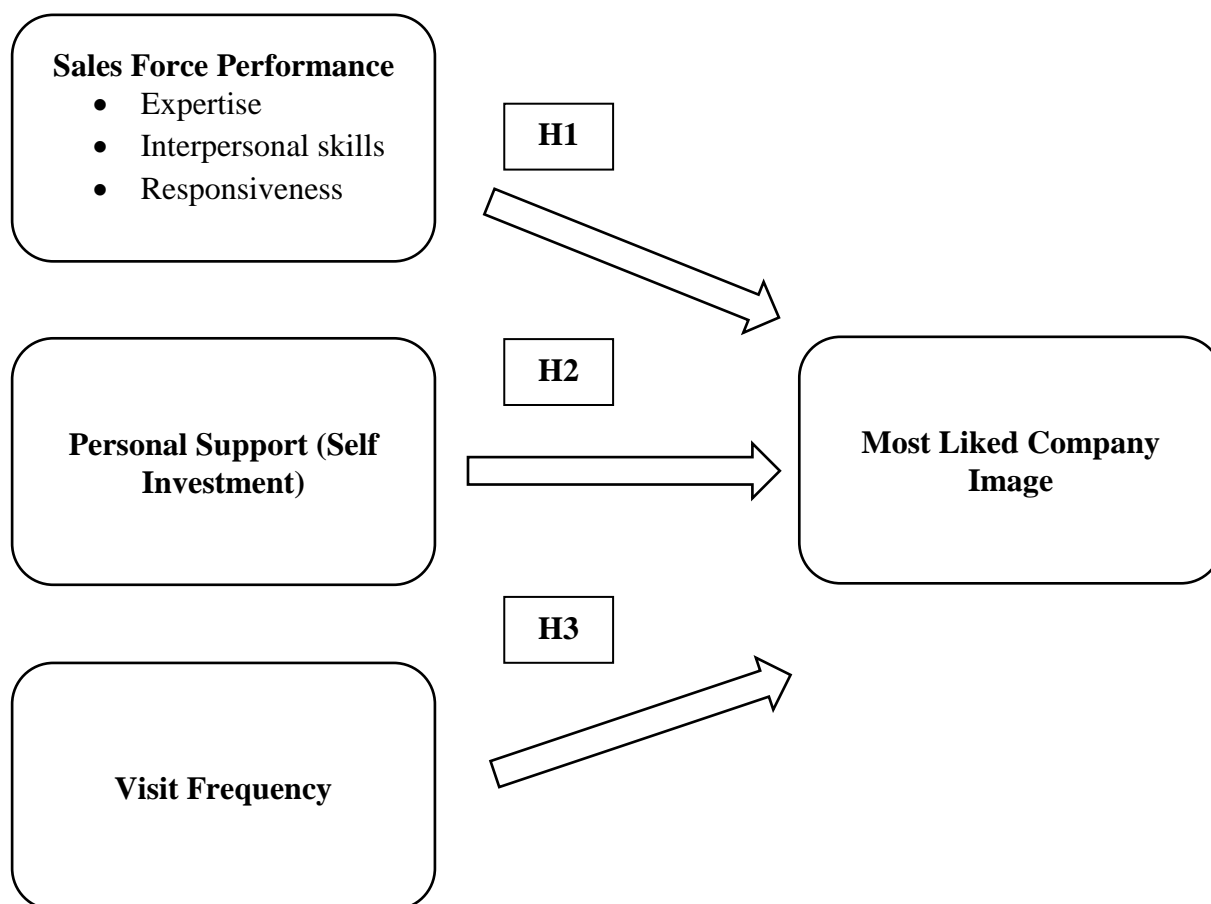 Sales Force Performance
• Expertise
• Interpersonal skills
• Responsiveness
H1
Personal Support (Self
Investment)
H2
Most Liked Company
Image
H3
Visit Frequency